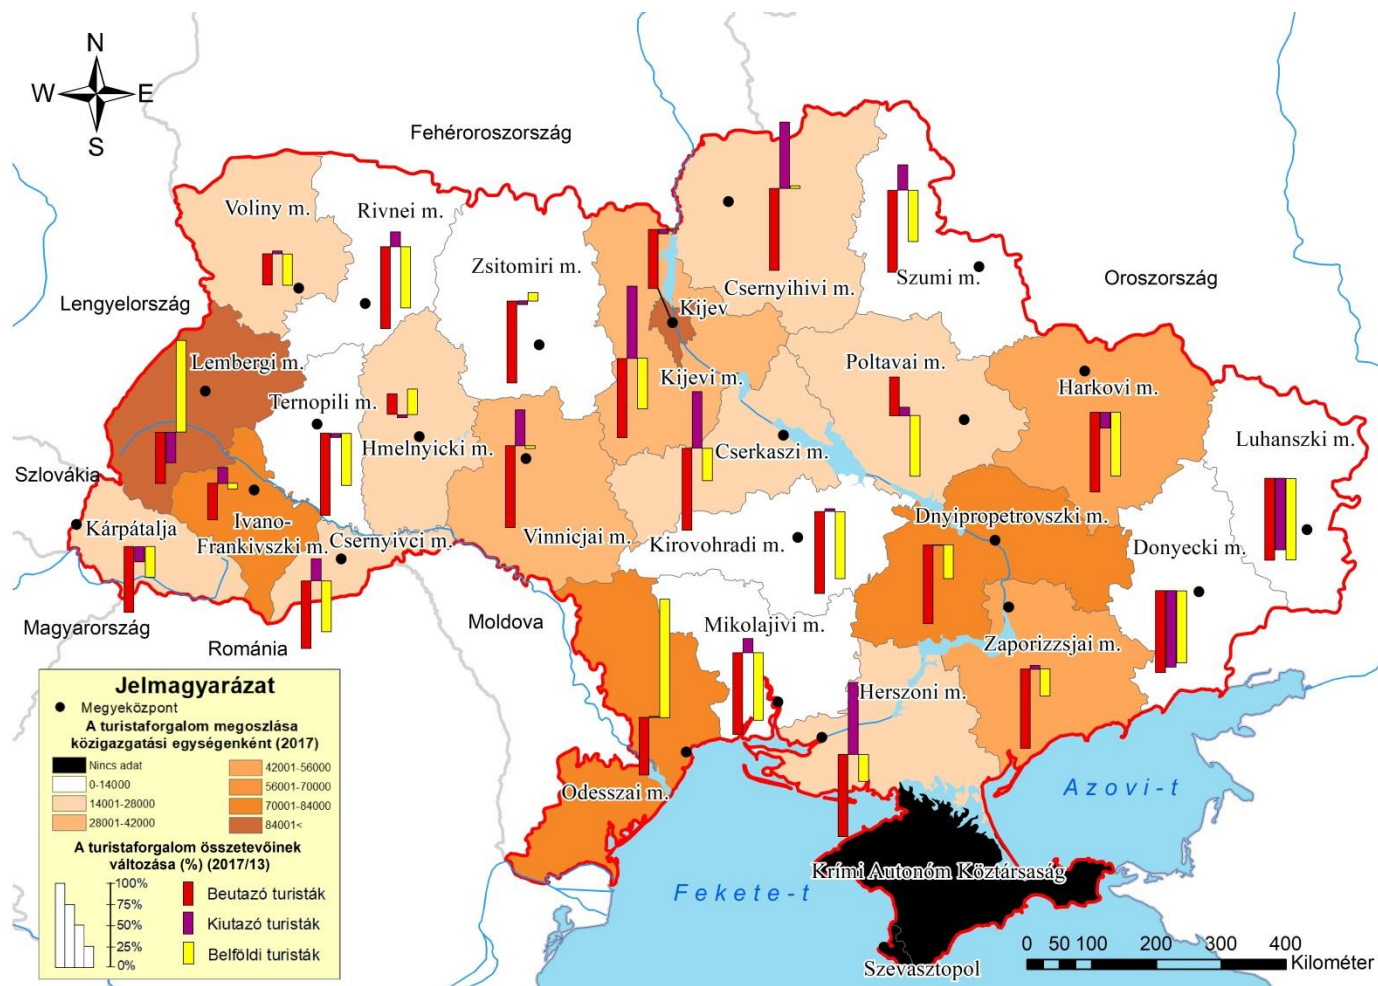 N
W
E
S
Fehéroroszország
Voliny m.
Rivnei m.
Zsitomiri m.
Csernyihivi m.
Szumi m.
Oroszország
Lengyelország
Kijev
Lembergi m.
Ternopili m.
Hmelnyicki m.
Kijevi m.
Poltavai m.
Harkovi m.
Luhanszki m.
Cserkaszi m.
Szlovákia
Kárpátalja
Ivano-
Frankivszki m.
Csernyivci m.
Vinnicjai m.
Kirovohradi m.
Dnyipropetrovszki m.
Donyecki m.
Magyarország
Románia
Moldova
Mikolajivi m.
Zaporizzsjai m.
Herszoni m.
Odesszai m.
Azovi-t
Fekete-t
Krími Autonóm Köztársaság
Szevasztopol
Jelmagyarázat
Megyeközpont
A turistaforgalom megoszlása
közigazgatási egységenként (2017)
Nincs adat
0-14000
14001-28000
28001-42000
42001-56000
56001-70000
70001-84000
84001<
A turistaforgalom összetevőinek
változása (%) (2017/13)
100%
75%
50%
25%
0%
Beutazó turisták
Kiutazó turisták
Belföldi turisták
0 50 100 200 300 400
Kilométer